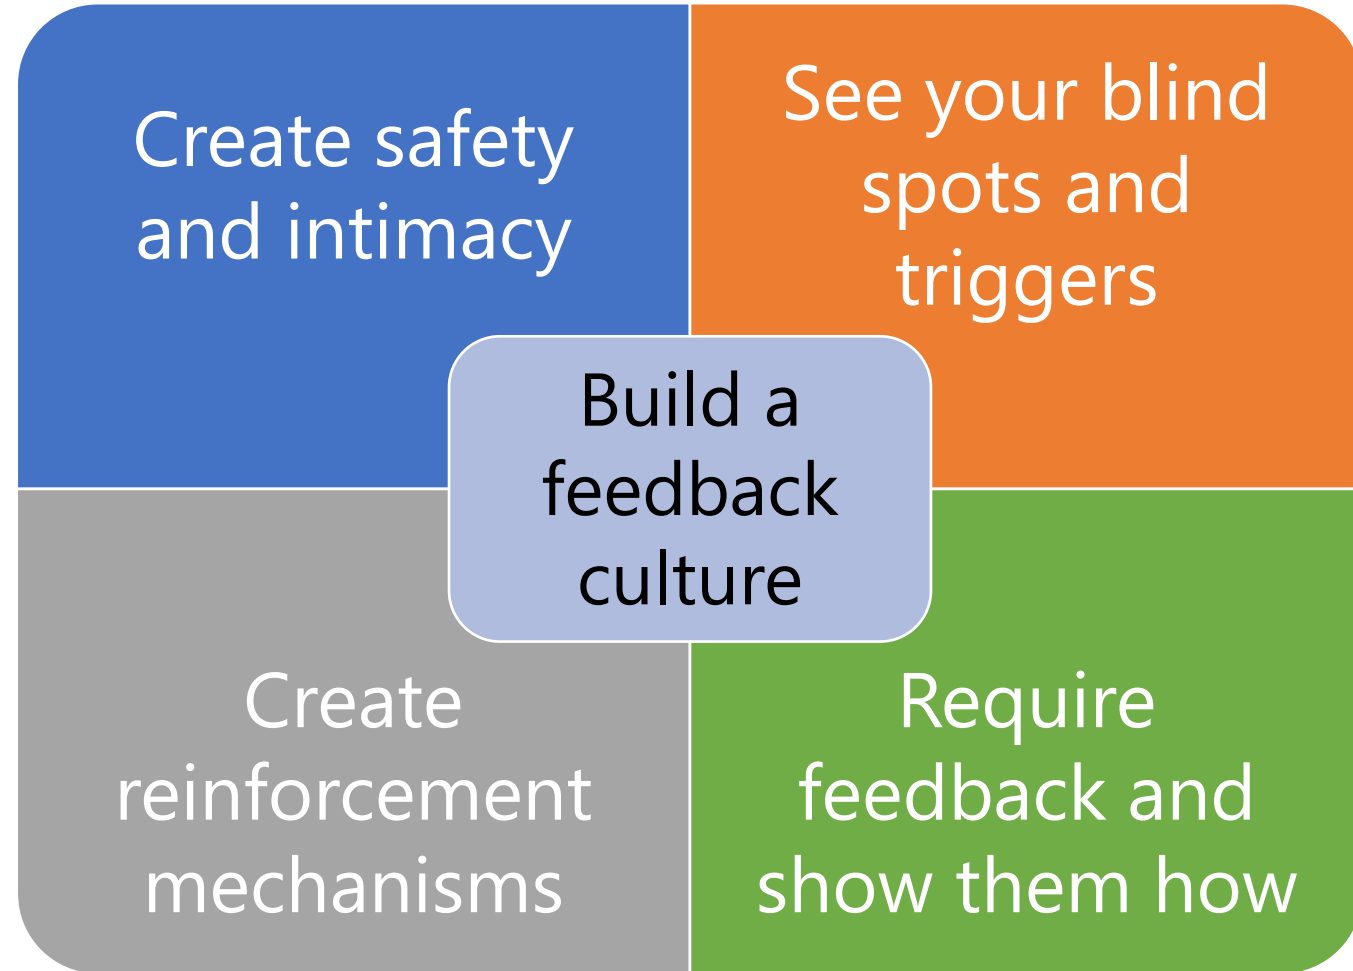 Create safety
and intimacy
See your blind
spots and
triggers
Build a
feedback
culture
Create
reinforcement
mechanisms
Require
feedback and
show them how